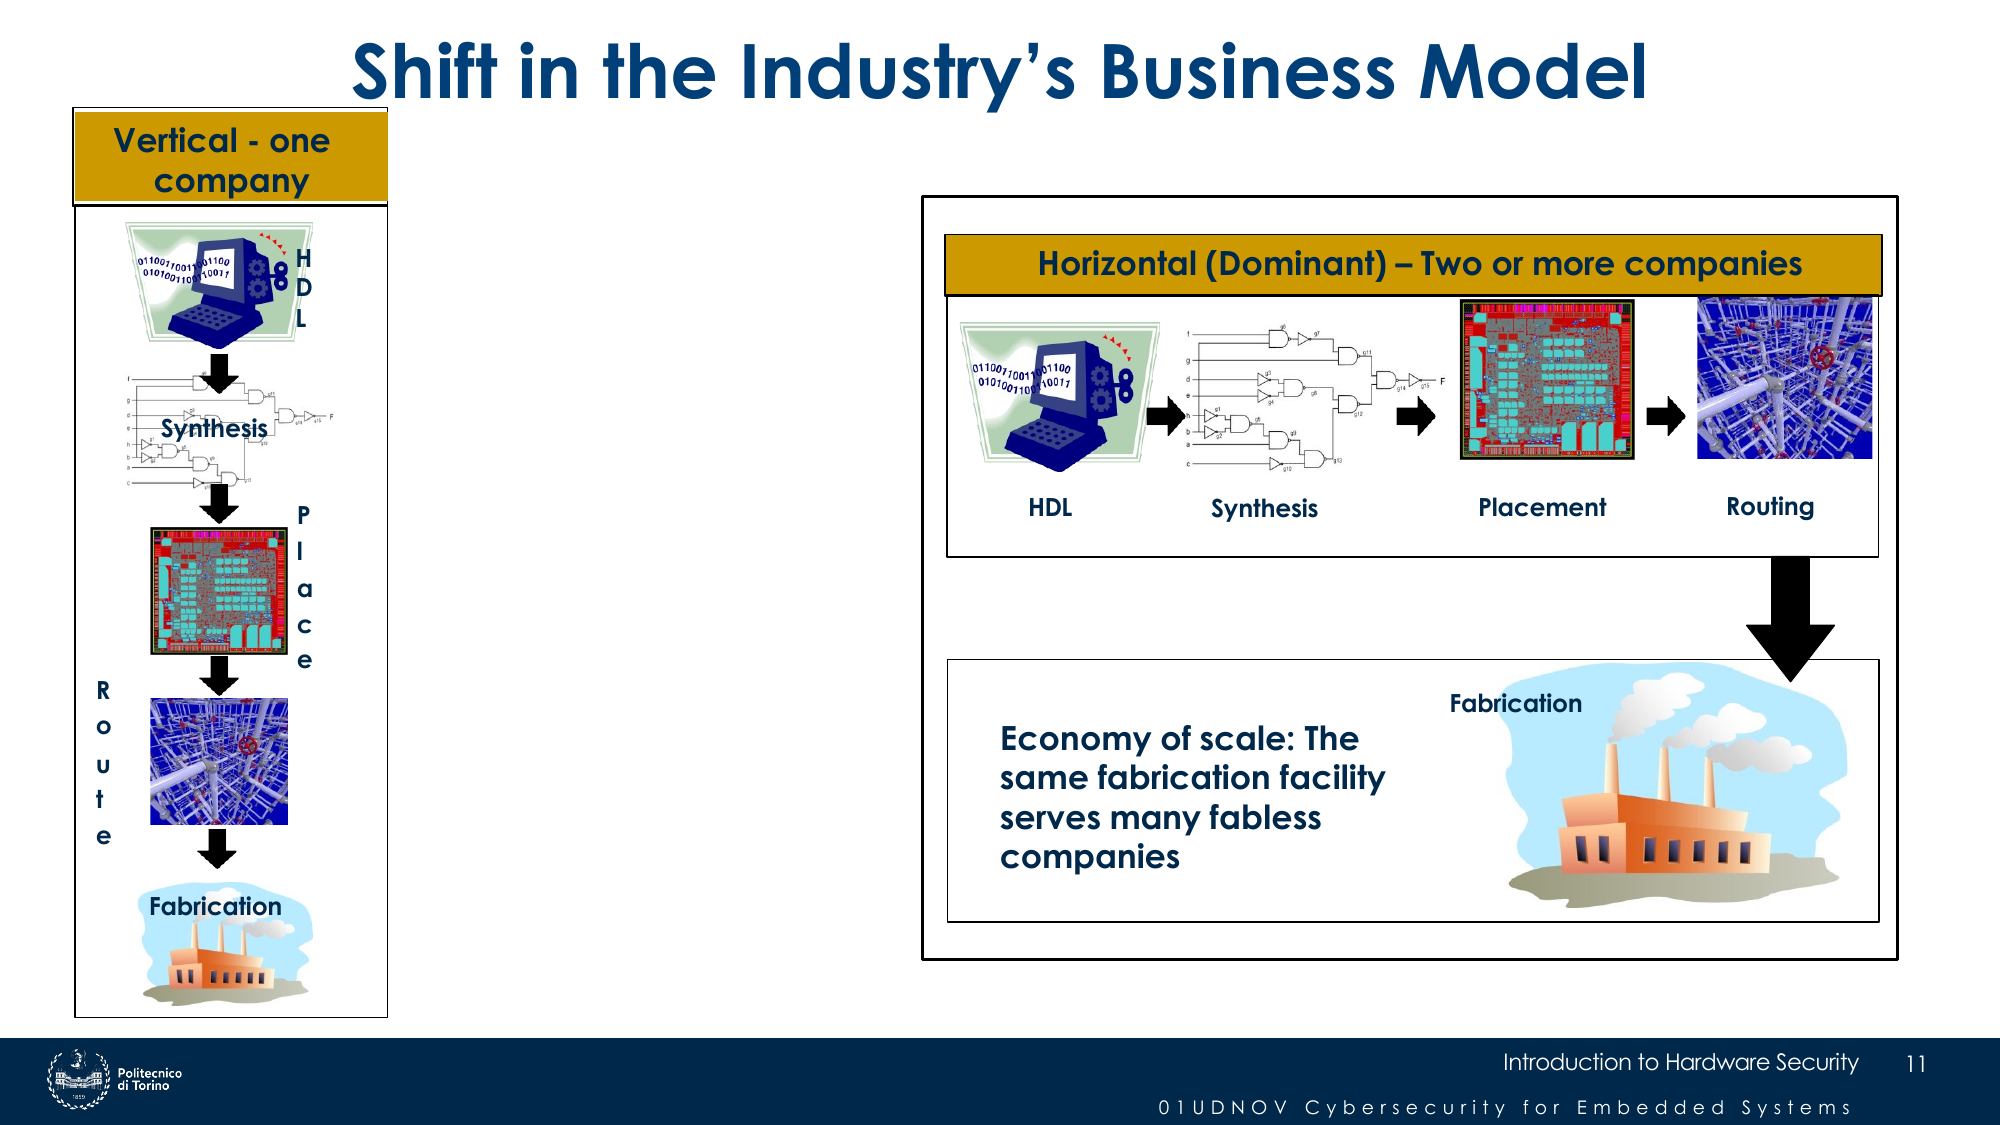 Shift in the Industry’s Business Model
Vertical - one
company
HDL
Synthesis
Place
Route
Fabrication
Horizontal (Dominant) – Two or more companies
HDL
Synthesis
Placement
Routing
Fabrication
Economy of scale: The
same fabrication facility
serves many fabless
companies
Politecnico
di Torino
1859
Introduction to Hardware Security
11
01UDNOV Cybersecurity for Embedded Systems